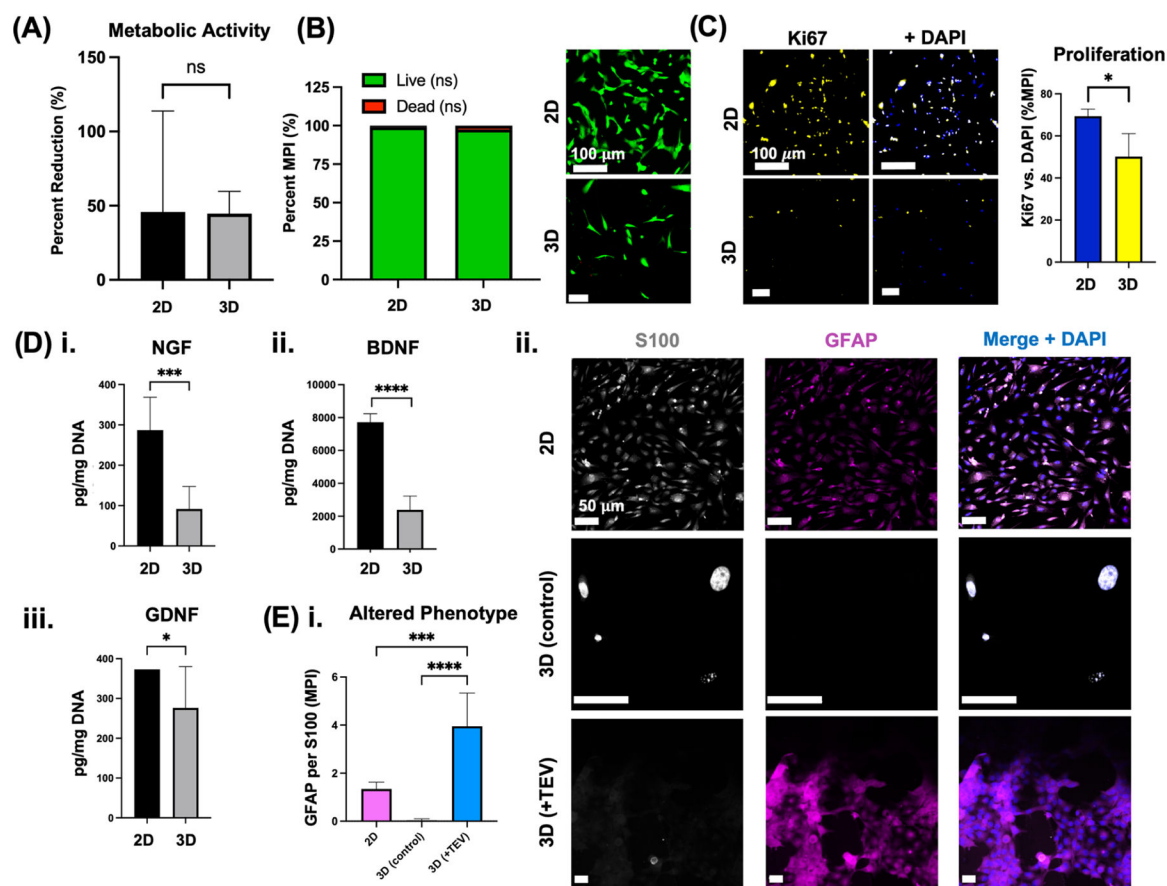 (A)
Metabolic Activity
Percent Reduction (%)
150
100
50
0
ns
2D
3D
(B)
Percent MPI (%)
125
100
75
50
25
0
Live (ns)
Dead (ns)
2D
3D
2D
100 μm
3D
(C)
Ki67
+ DAPI
2D
100 μm
3D
Proliferation
Ki67 vs. DAPI (%MPI)
80
60
40
20
0
*
2D
3D
(D) i.
NGF
pg/mg DNA
400
300
200
100
0
***
2D
3D
ii.
BDNF
pg/mg DNA
10000
8000
6000
4000
2000
0
****
2D
3D
iii.
GDNF
pg/mg DNA
400
300
200
100
0
*
2D
3D
(E) i.
Altered Phenotype
GFAP per S100 (MPI)
6
4
2
0
***
****
2D
3D (control)
3D (+TEV)
ii.
S100
GFAP
Merge + DAPI
2D
50 μm
3D (control)
3D (+TEV)